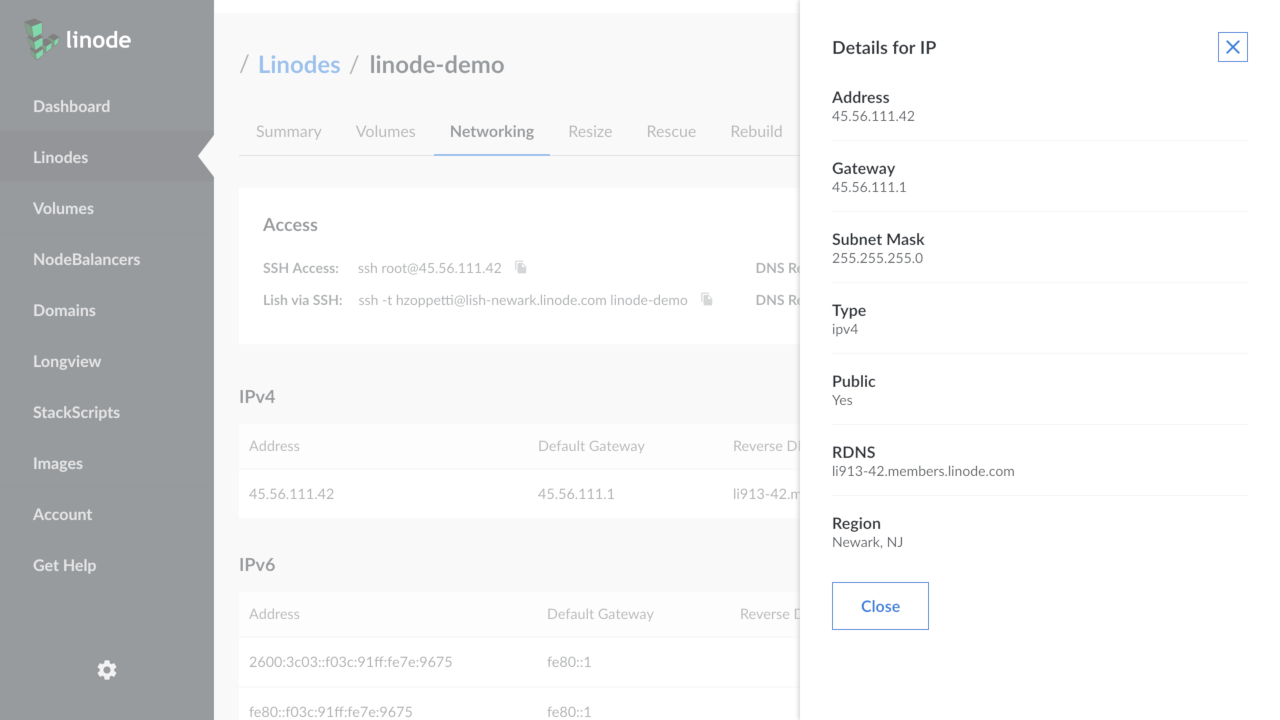 linode
Dashboard
Linodes
Volumes
NodeBalancers
Domains
Longview
StackScripts
Images
Account
Get Help
/ Linodes / linode-demo
Summary Volumes Networking Resize Rescue Rebuild
Access
SSH Access: ssh root@45.56.111.42 DNS Re
Lish via SSH: ssh -t hzoppetti@lish-newark.linode.com linode-demo DNS Re
IPv4
Address Default Gateway Reverse D
45.56.111.42 45.56.111.1 li913-42.m
IPv6
Address Default Gateway Reverse D
2600:3c03::f03c:91ff:fe7e:9675 fe80::1
fe80::f03c:91ff:fe7e:9675 fe80::1
Details for IP
Address
45.56.111.42
Gateway
45.56.111.1
Subnet Mask
255.255.255.0
Type
ipv4
Public
Yes
RDNS
li913-42.members.linode.com
Region
Newark, NJ
Close